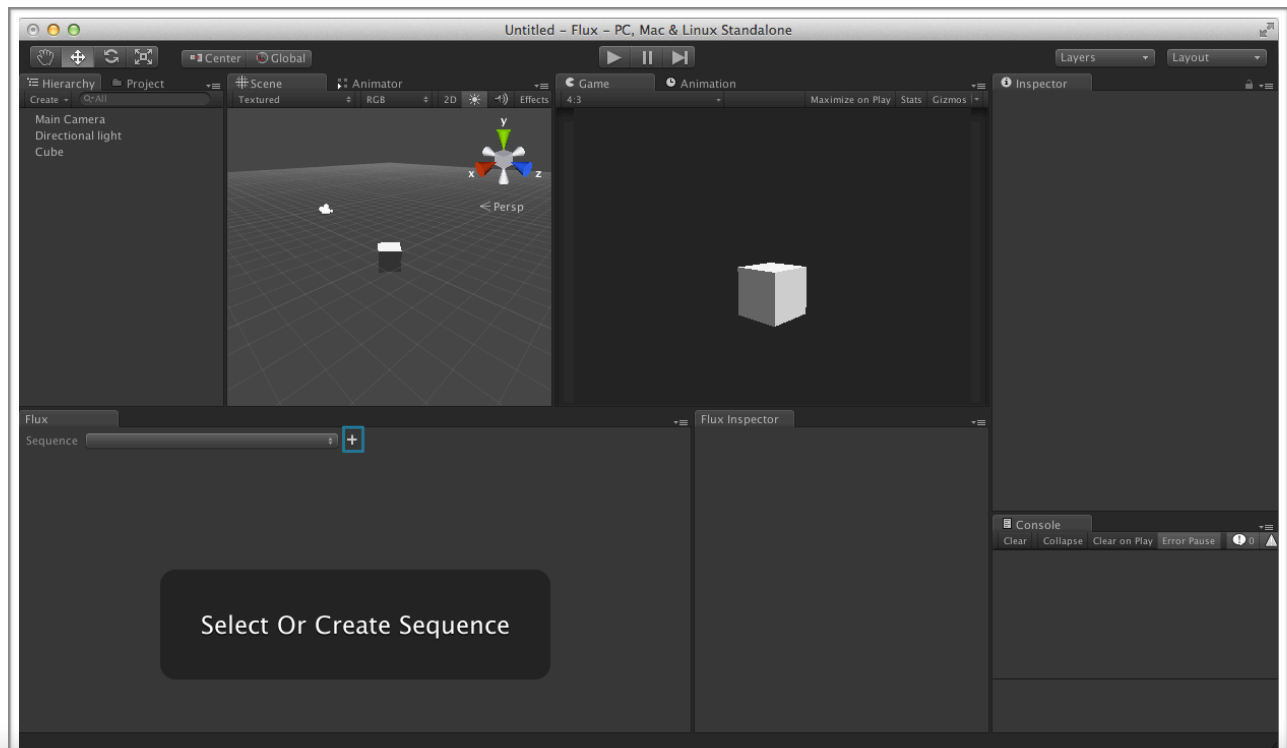 Untitled – Flux – PC, Mac & Linux Standalone
Center Global Layers Layout
Hierarchy Project Scene Animator Game Animation Inspector
Create All Textured RGB 2D Effects 4:3 Maximize on Play Stats Gizmos
Main Camera
Directional light
Cube
y
x z
Persp
Flux Flux Inspector
Sequence
Select Or Create Sequence
Console
Clear Collapse Clear on Play Error Pause 0